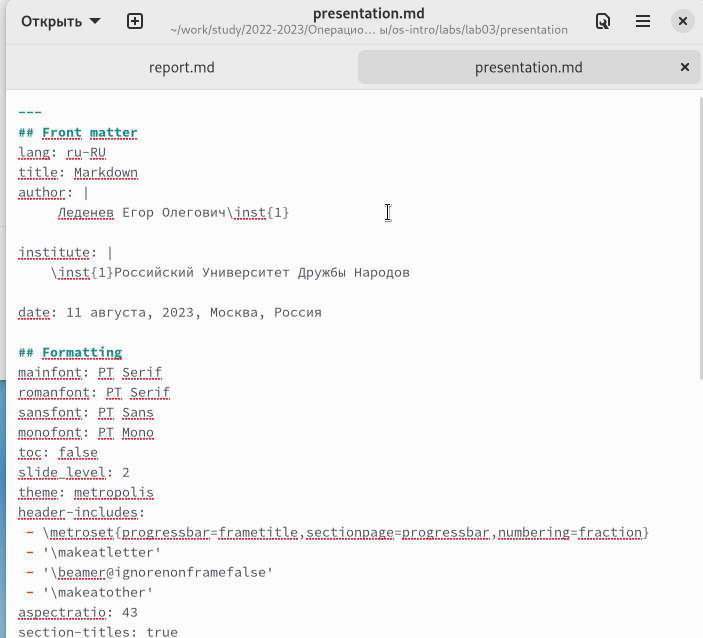 Открыть
presentation.md
~/work/study/2022-2023/Операцио… ы/os-intro/labs/lab03/presentation
report.md
presentation.md
---
## Front matter
lang: ru-RU
title: Markdown
author: |
Леденев Егор Олегович\inst{1}
institute: |
\inst{1}Российский Университет Дружбы Народов
date: 11 августа, 2023, Москва, Россия
## Formatting
mainfont: PT Serif
romanfont: PT Serif
sansfont: PT Sans
monofont: PT Mono
toc: false
slide_level: 2
theme: metropolis
header-includes:
- \metroset{progressbar=frametitle,sectionpage=progressbar,numbering=fraction}
- '\makeatletter'
- '\beamer@ignorenonframefalse'
- '\makeatother'
aspectratio: 43
section-titles: true